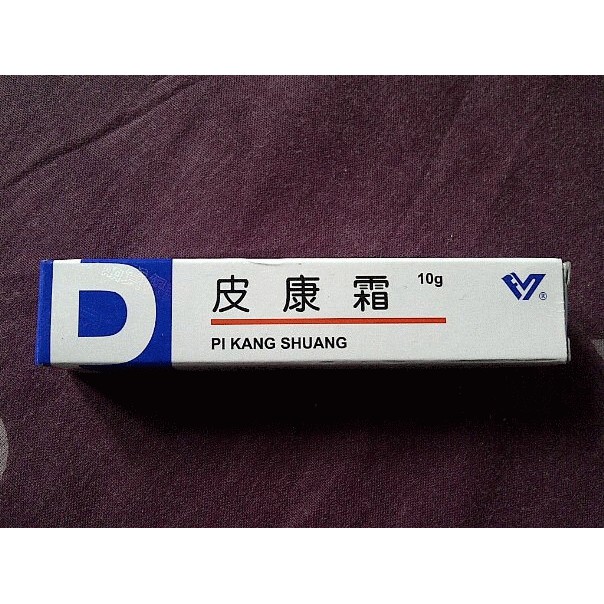 D
皮康霜 10g
PI KANG SHUANG
®